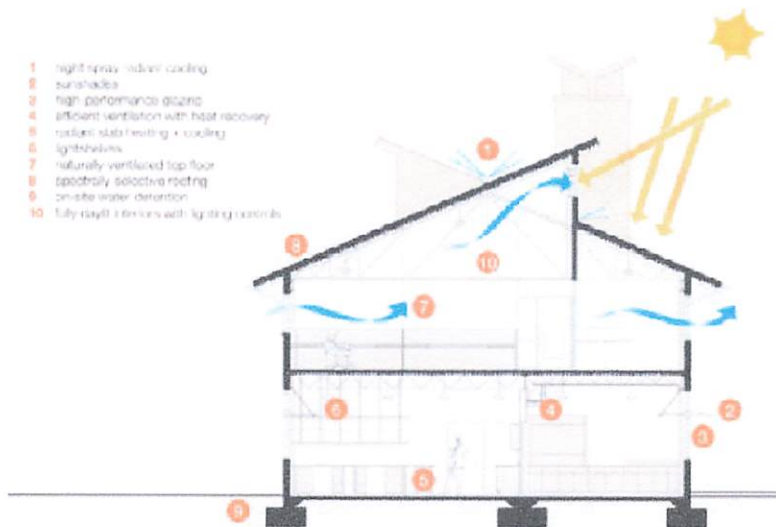 1 night spray radiant cooling
2 sunshades
3 high performance glazing
4 efficient ventilation with heat recovery
5 radiant slab heating + cooling
6 lightshelves
7 naturally ventilated top floor
8 spectrally selective roofing
9 on-site water detention
10 fully daylit interiors with lighting controls
1
8
10
7
6
4
2
3
5
9